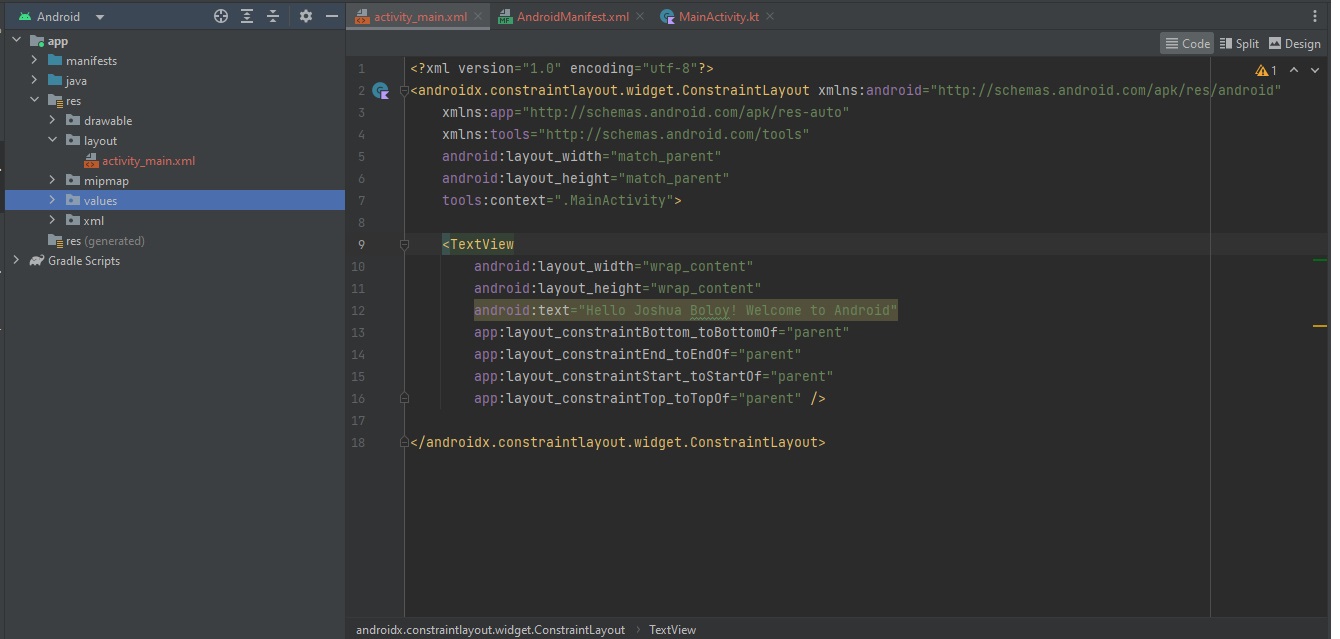 Android
app
manifests
java
res
drawable
layout
activity_main.xml
mipmap
values
xml
res (generated)
Gradle Scripts
activity_main.xml
AndroidManifest.xml
MainActivity.kt
Code
Split
Design
1
1 <?xml version="1.0" encoding="utf-8"?>
2 <androidx.constraintlayout.widget.ConstraintLayout xmlns:android="http://schemas.android.com/apk/res/android"
3 xmlns:app="http://schemas.android.com/apk/res-auto"
4 xmlns:tools="http://schemas.android.com/tools"
5 android:layout_width="match_parent"
6 android:layout_height="match_parent"
7 tools:context=".MainActivity">
8
9 <TextView
10 android:layout_width="wrap_content"
11 android:layout_height="wrap_content"
12 android:text="Hello Joshua Boloy! Welcome to Android"
13 app:layout_constraintBottom_toBottomOf="parent"
14 app:layout_constraintEnd_toEndOf="parent"
15 app:layout_constraintStart_toStartOf="parent"
16 app:layout_constraintTop_toTopOf="parent" />
17
18 </androidx.constraintlayout.widget.ConstraintLayout>
androidx.constraintlayout.widget.ConstraintLayout
TextView